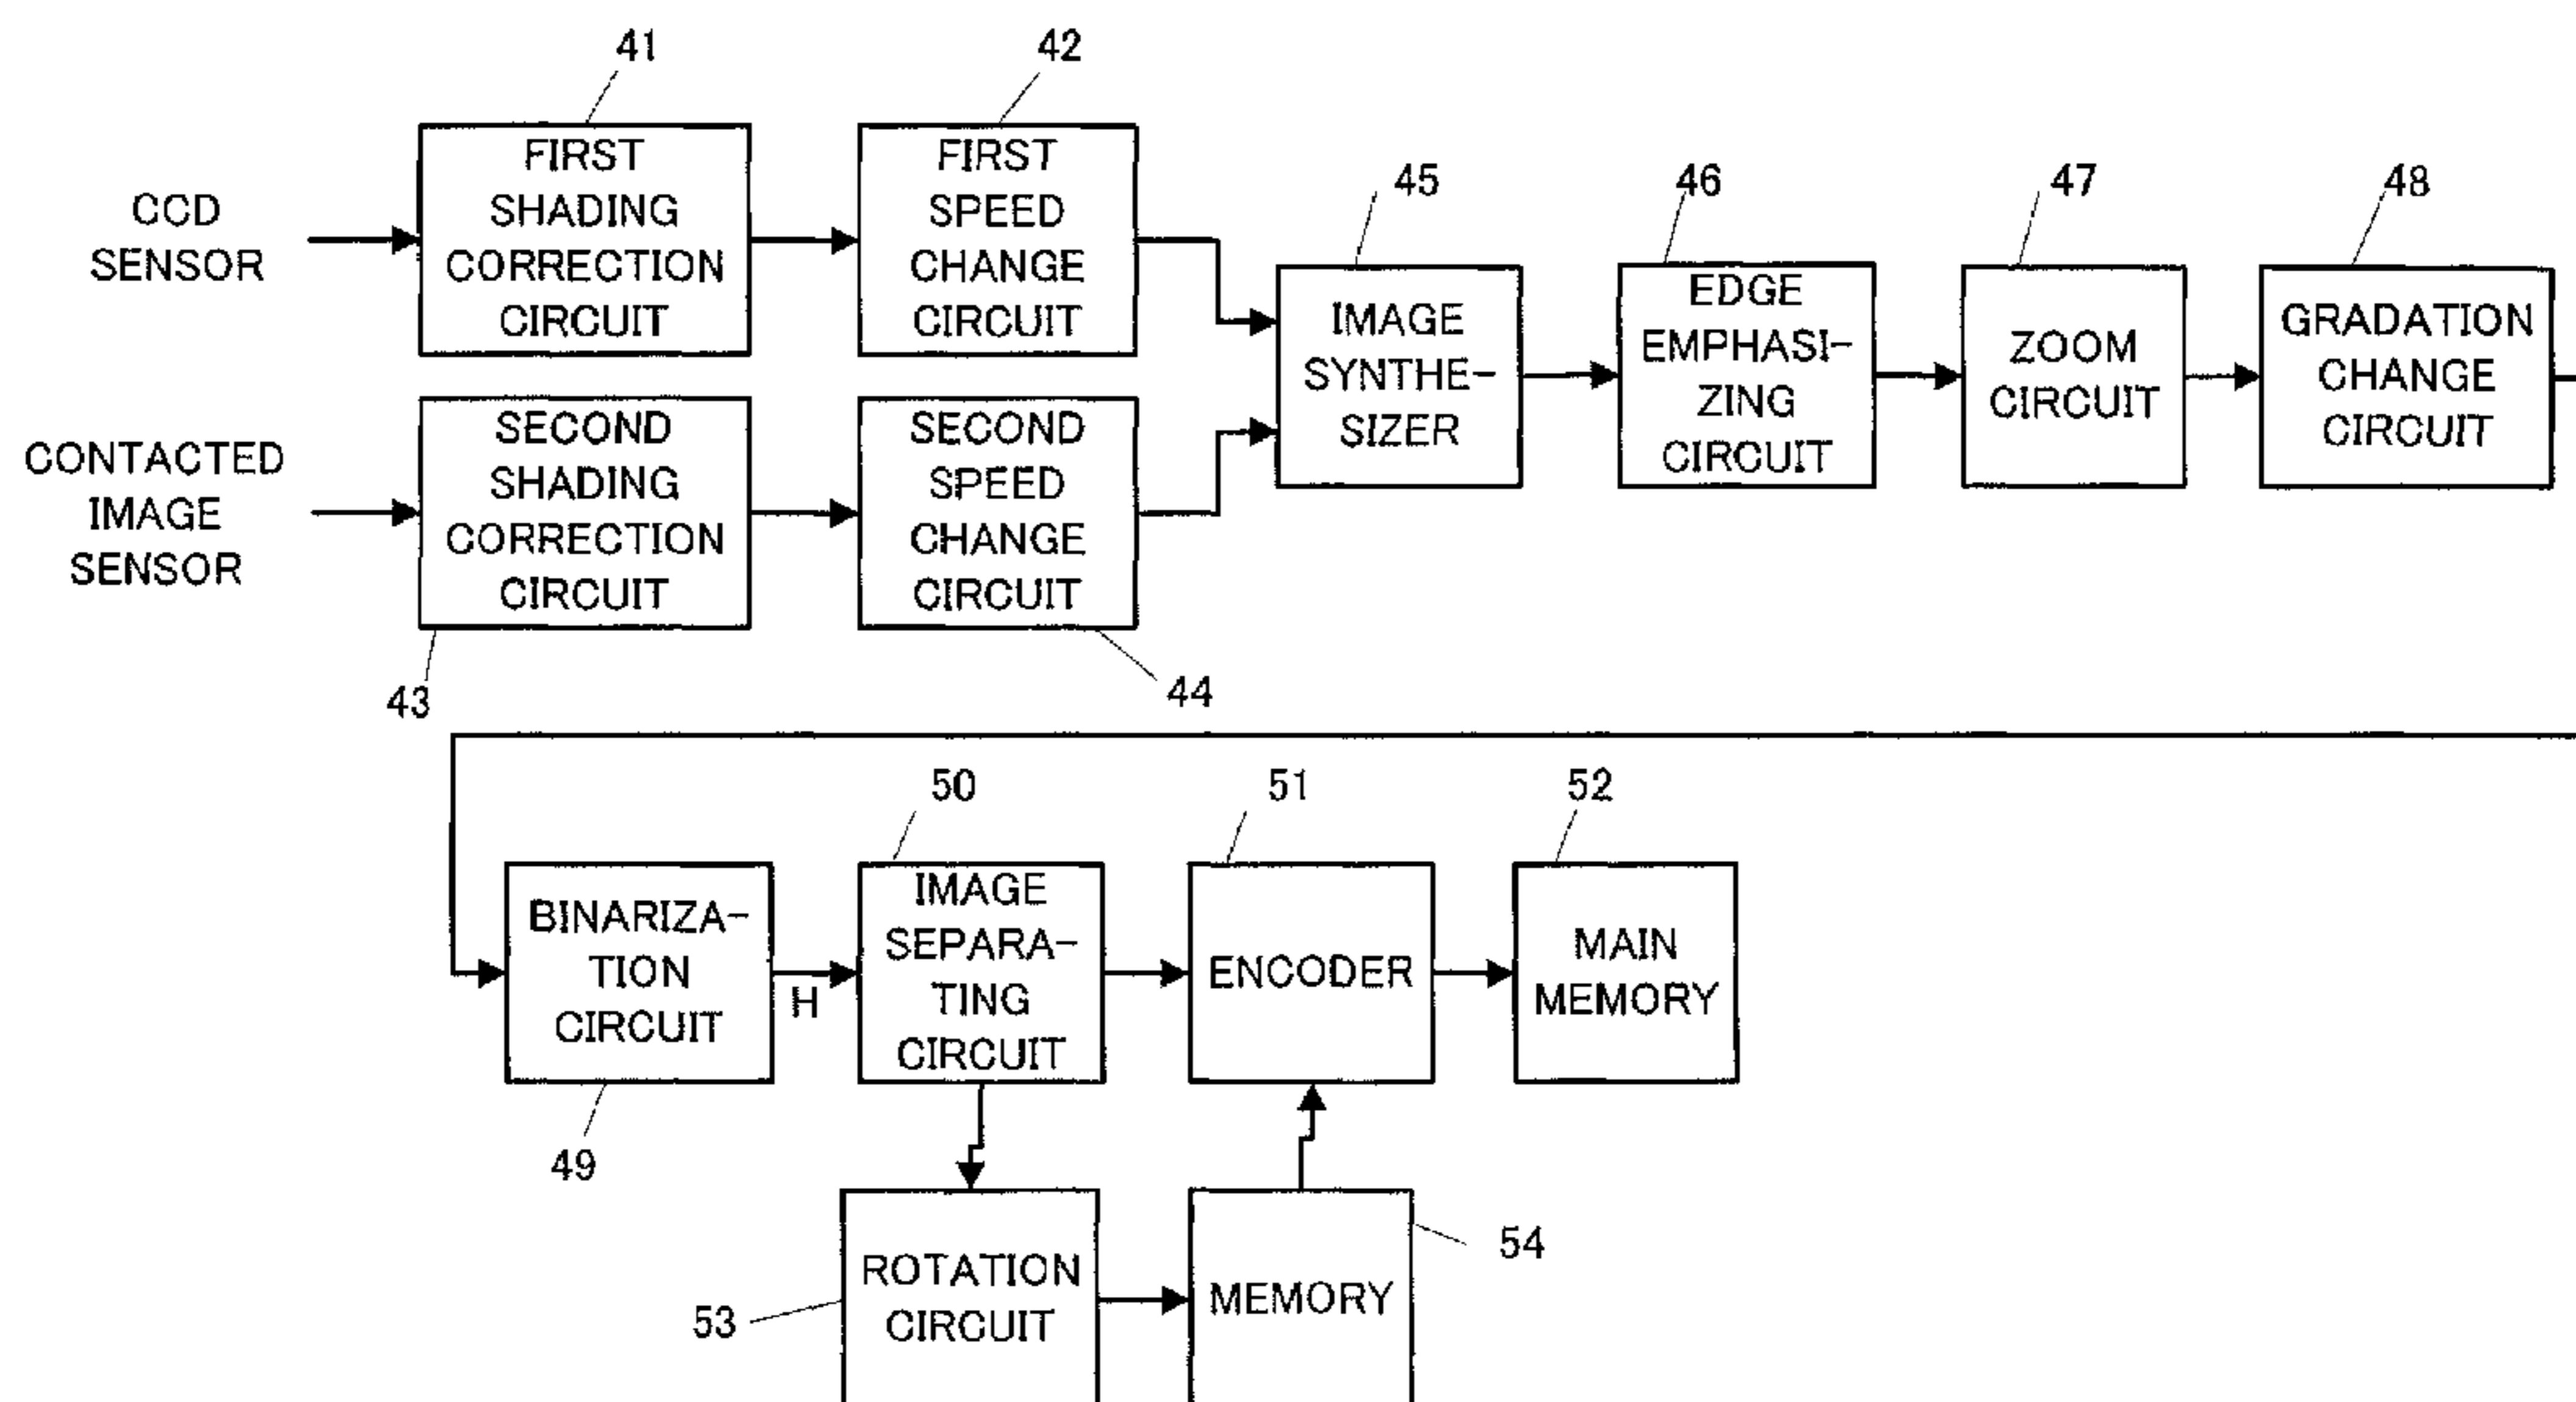 41
42
FIRST
SHADING
CORRECTION
CIRCUIT
FIRST
SPEED
CHANGE
CIRCUIT
45
46
47
48
CCD
SENSOR
IMAGE
SYNTHE-
SIZER
EDGE
EMPHASI-
ZING
CIRCUIT
ZOOM
CIRCUIT
GRADATION
CHANGE
CIRCUIT
CONTACTED
IMAGE
SENSOR
SECOND
SHADING
CORRECTION
CIRCUIT
SECOND
SPEED
CHANGE
CIRCUIT
43
44
50
51
52
BINARIZA-
TION
CIRCUIT
H
IMAGE
SEPARA-
TING
CIRCUIT
ENCODER
MAIN
MEMORY
49
53
ROTATION
CIRCUIT
MEMORY
54